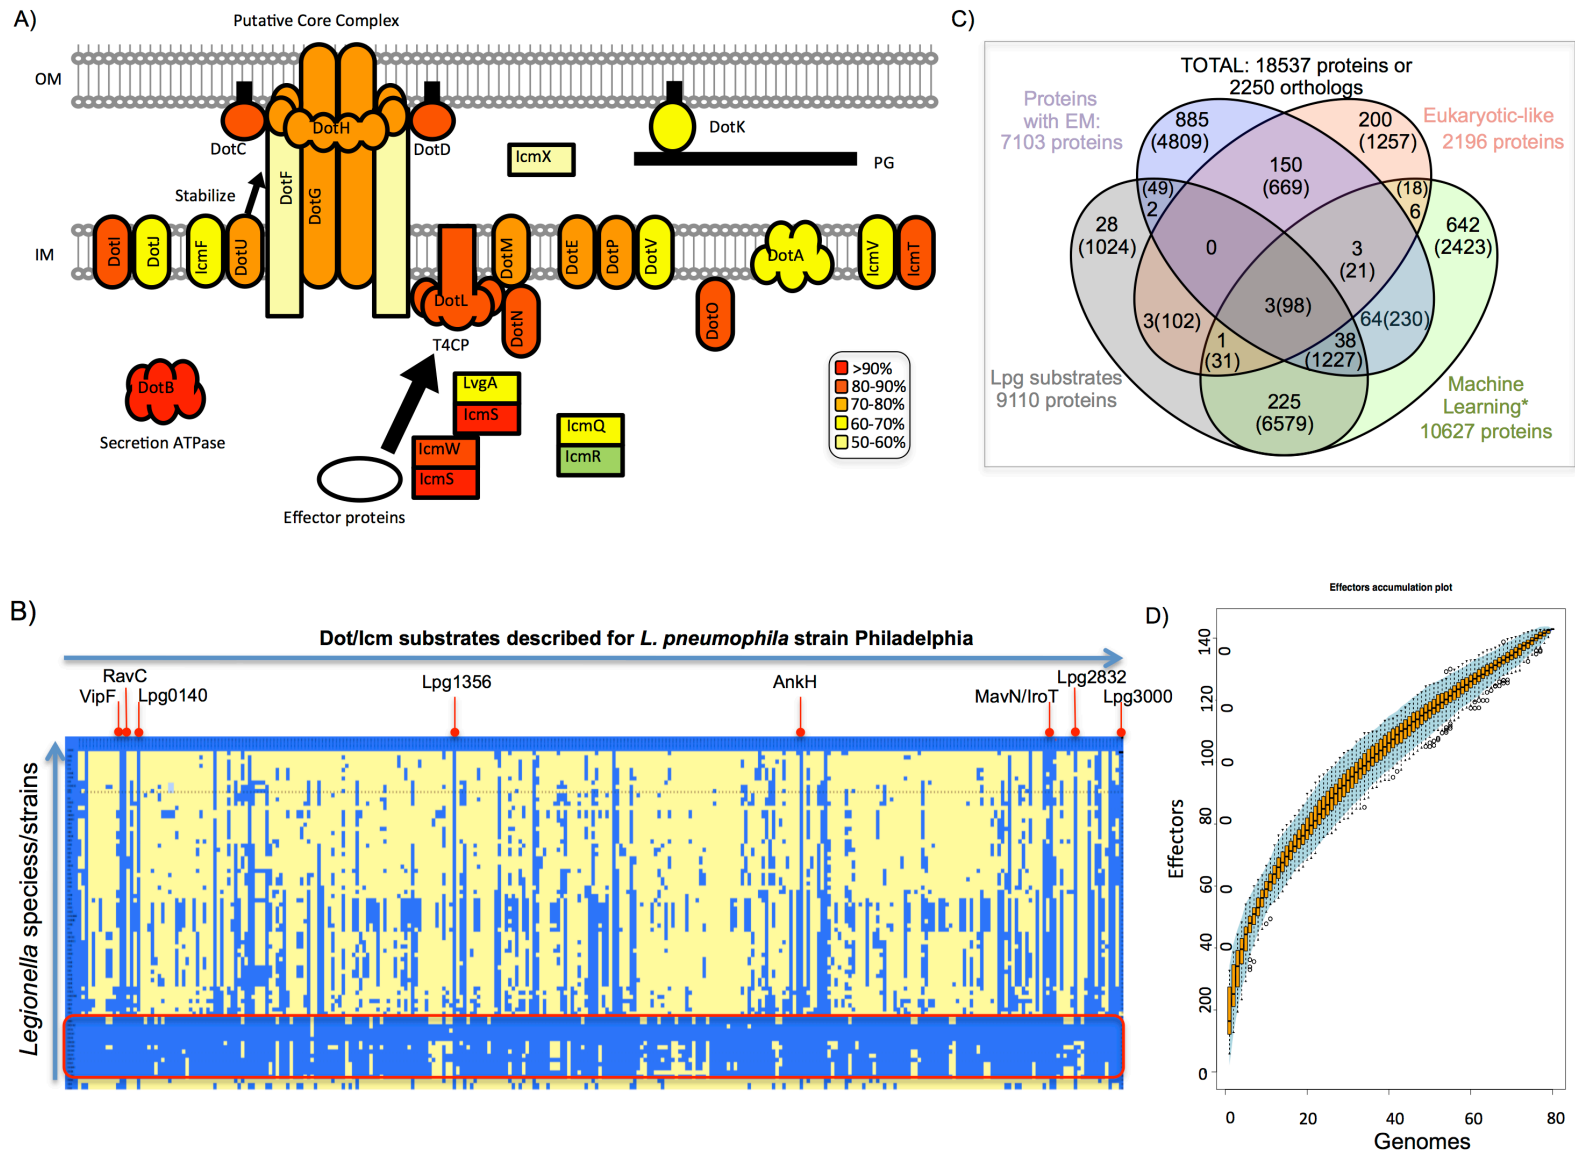 A)
Putative Core Complex
OM
DotH
DotC
DotD
DotK
IcmX
PG
Stabilize
DotF
DotG
IM
DotI
DotJ
IcmF
DotU
DotM
DotE
DotP
DotV
DotA
IcmV
IcmT
DotL
DotN
DotO
T4CP
DotB
Secretion ATPase
LvgA
IcmS
IcmW
IcmS
IcmQ
IcmR
Effector proteins
>90%
80-90%
70-80%
60-70%
50-60%
C)
TOTAL: 18537 proteins or
2250 orthologs
Proteins
with EM:
7103 proteins
Eukaryotic-like
2196 proteins
885
(4809)
200
(1257)
150
(669)
(49)
2
(18)
6
28
(1024)
642
(2423)
0
3
(21)
3(102)
3(98)
64(230)
1
(31)
38
(1227)
225
(6579)
Lpg substrates
9110 proteins
Machine
Learning*
10627 proteins
B)
Dot/Icm substrates described for L. pneumophila strain Philadelphia
RavC
VipF
Lpg0140
Lpg1356
AnkH
MavN/IroT
Lpg2832
Lpg3000
Legionella speciess/strains
D)
Effectors accumulation plot
Effectors
140
0
120
0
100
0
80
0
60
0
40
0
200
0
0
20
40
60
80
Genomes